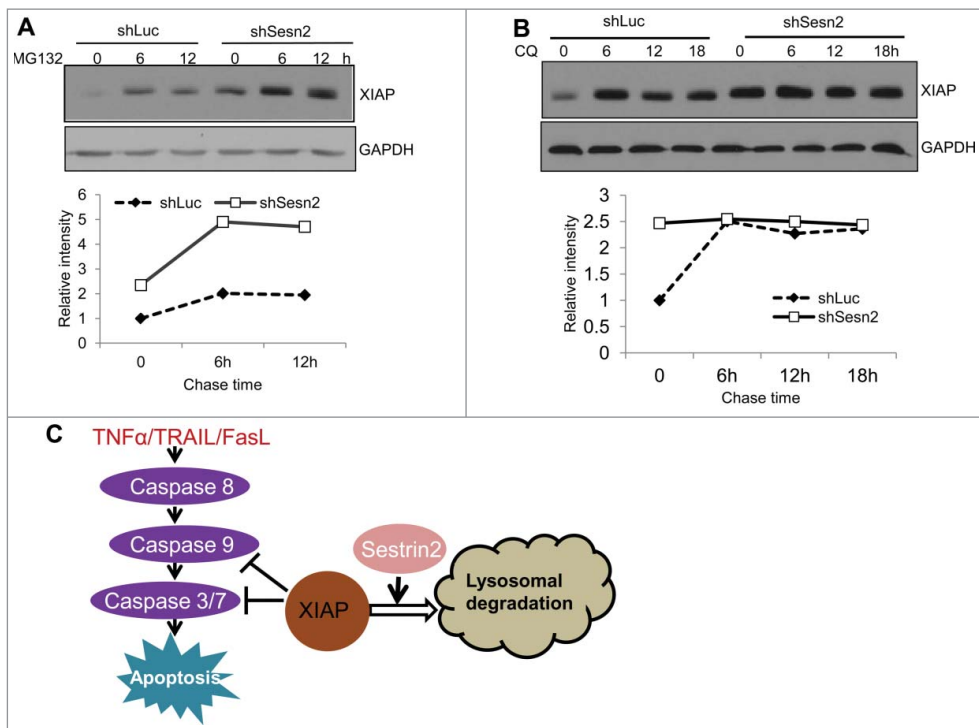 A
shLuc shSesn2
MG132 0 6 12 0 6 12 h
XIAP
GAPDH
6
5
4
3
2
1
0
Relative intensity
shLuc shSesn2
0 6h 12h
Chase time
B
shLuc shSesn2
CQ 0 6 12 18 0 6 12 18h
XIAP
GAPDH
3
2.5
2
2.5
1
0.5
0
Relative intensity
shLuc
shSesn2
0 6h 12h 18h
Chase time
C
TNFα/TRAIL/FasL
Caspase 8
Caspase 9
Caspase 3/7
Apoptosis
XIAP
Sestrin2
Lysosomal
degradation